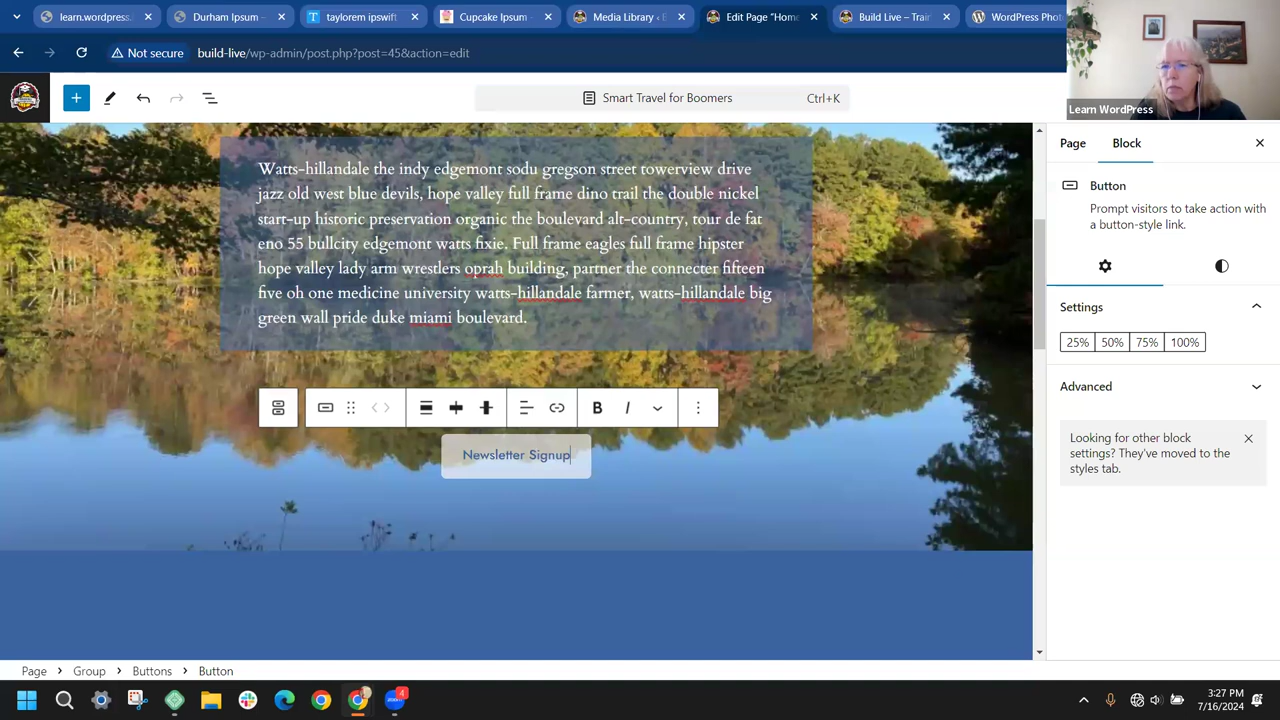 learn.wordpress.
Durham Ipsum –
taylorem ipswift
Cupcake Ipsum -
Media Library ‹ B
Edit Page "Home
Build Live – Train
WordPress Phot
Not secure
build-live/wp-admin/post.php?post=45&action=edit
Learn WordPress
Smart Travel for Boomers
Ctrl+K
Watts-hillandale the indy edgemont sodu gregson street towerview drive
jazz old west blue devils, hope valley full frame dino trail the double nickel
start-up historic preservation organic the boulevard alt-country, tour de fat
eno 55 bullcity edgemont watts fixie. Full frame eagles full frame hipster
hope valley lady arm wrestlers oprah building, partner the connecter fifteen
five oh one medicine university watts-hillandale farmer, watts-hillandale big
green wall pride duke miami boulevard.
B
I
Newsletter Signup
Page
Block
Button
Prompt visitors to take action with
a button-style link.
Settings
25%
50%
75%
100%
Advanced
Looking for other block
settings? They've moved to the
styles tab.
Page > Group > Buttons > Button
zoom
4
3:27 PM
7/16/2024